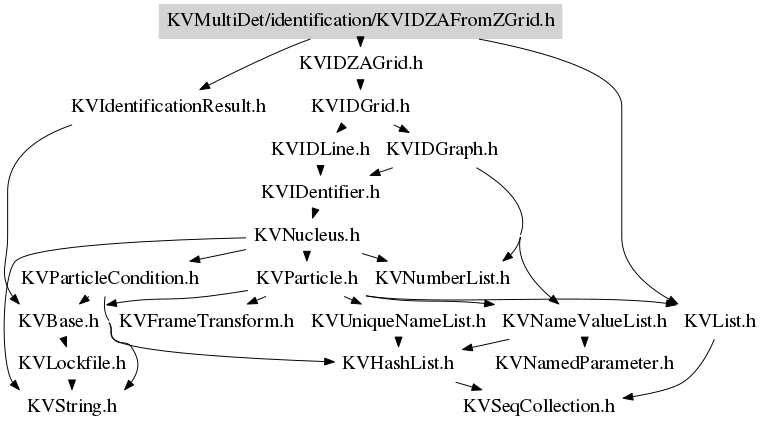 KVMultiDet/identification/KVIDZAFromZGrid.h
KVIDZAGrid.h
KVIdentificationResult.h
KVIDGrid.h
KVIDLine.h
KVIDGraph.h
KVIDentifier.h
KVNucleus.h
KVParticleCondition.h
KVParticle.h
KVNumberList.h
KVBase.h
KVFrameTransform.h
KVUniqueNameList.h
KVNameValueList.h
KVList.h
KVLockfile.h
KVHashList.h
KVNamedParameter.h
KVString.h
KVSeqCollection.h